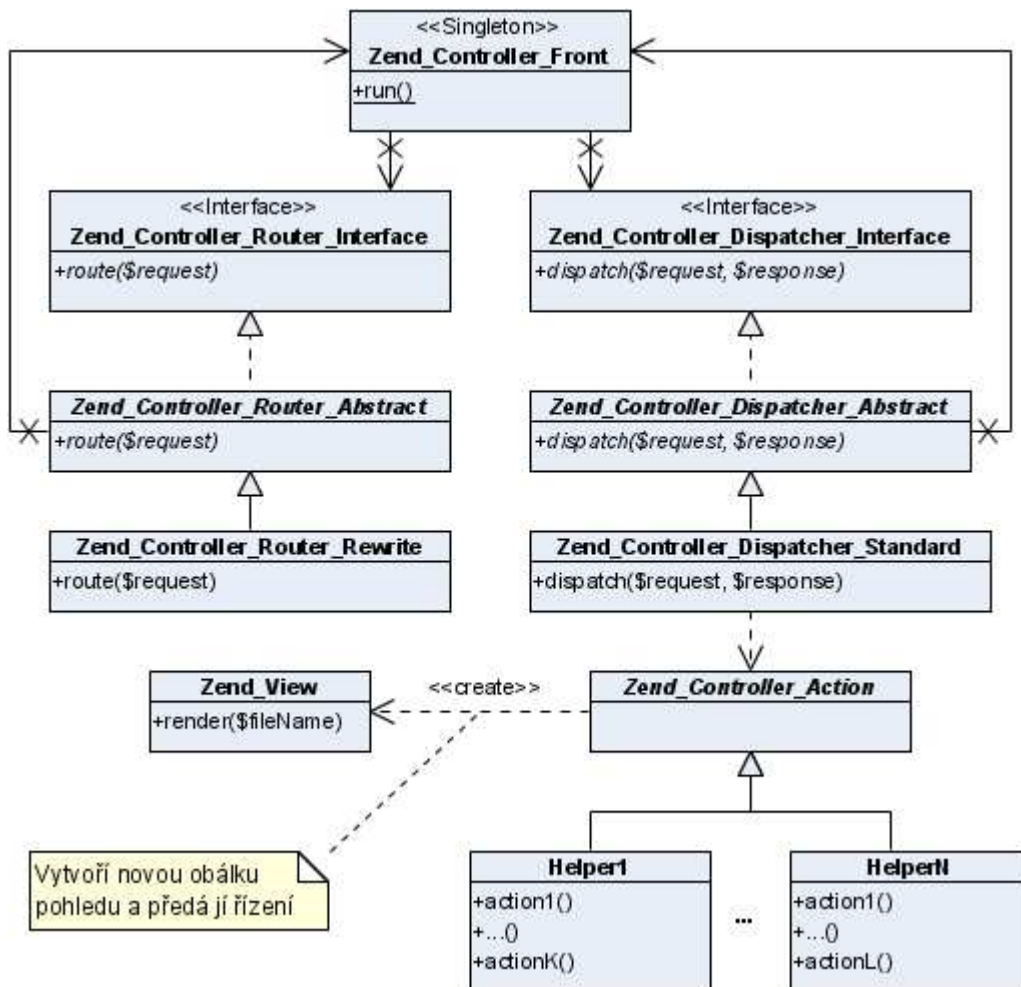 <<Singleton>>
Zend_Controller_Front
+run()
<<Interface>>
Zend_Controller_Router_Interface
+route($request)
<<Interface>>
Zend_Controller_Dispatcher_Interface
+dispatch($request, $response)
Zend_Controller_Router_Abstract
+route($request)
Zend_Controller_Dispatcher_Abstract
+dispatch($request, $response)
Zend_Controller_Router_Rewrite
+route($request)
Zend_Controller_Dispatcher_Standard
+dispatch($request, $response)
Zend_View
+render($fileName)
<<create>>
Zend_Controller_Action
Vytvoří novou obálku
pohledu a předá jí řízení
Helper1
+action1()
+...()
+actionK()
...
HelperN
+action1()
+...()
+actionL()